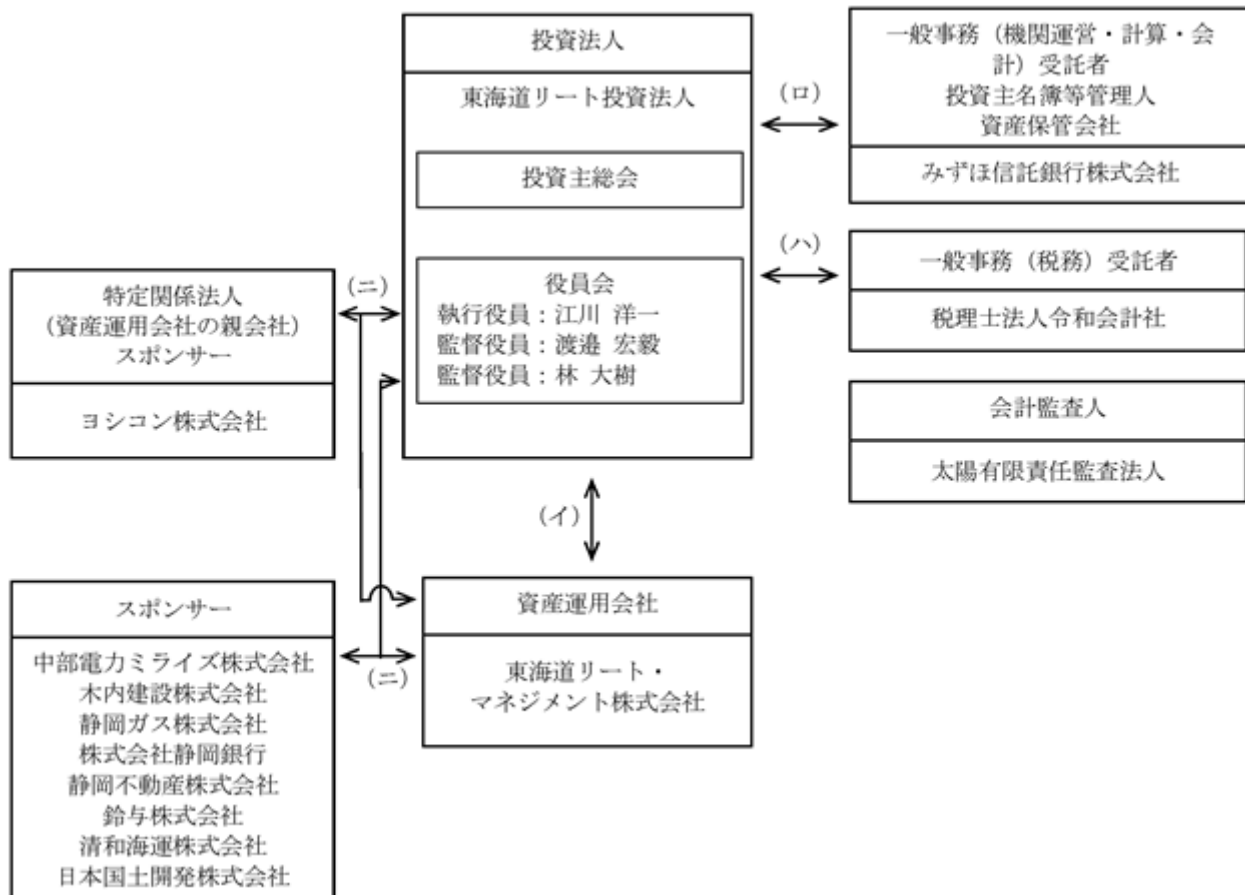 投資法人
東海道リート投資法人
投資主総会
役員会
執行役員：江川 洋一
監督役員：渡邉 宏毅
監督役員：林 大樹
(ロ)
一般事務（機関運営・計算・会
計）受託者
投資主名簿等管理人
資産保管会社
みずほ信託銀行株式会社
(ハ)
一般事務（税務）受託者
税理士法人令和会計社
会計監査人
太陽有限責任監査法人
特定関係法人
（資産運用会社の親会社）
スポンサー
ヨシコン株式会社
(ニ)
(イ)
資産運用会社
東海道リート・
マネジメント株式会社
スポンサー
中部電力ミライズ株式会社
木内建設株式会社
静岡ガス株式会社
株式会社静岡銀行
静岡不動産株式会社
鈴与株式会社
清和海運株式会社
日本国土開発株式会社
(ニ)